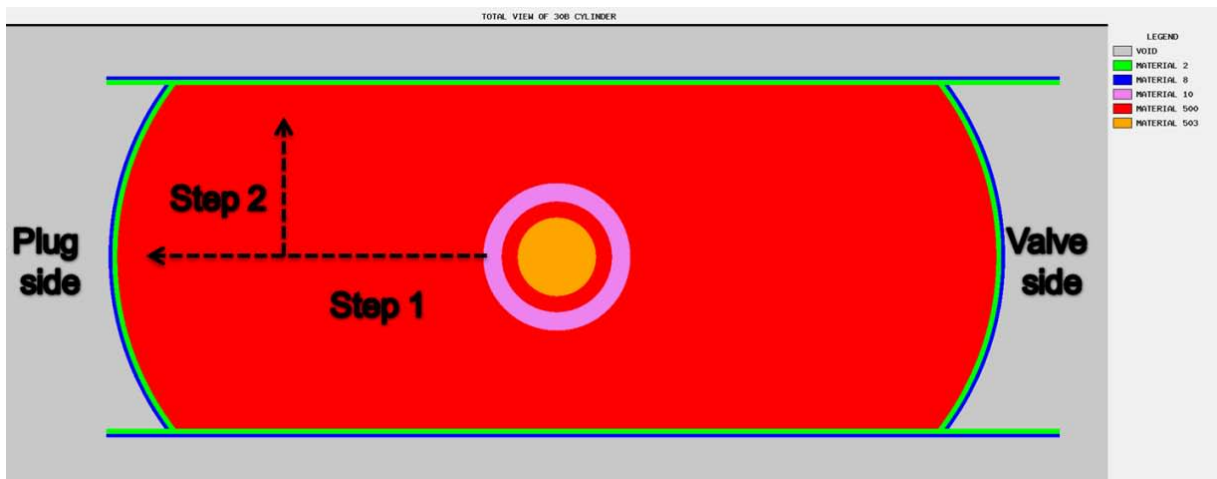 TOTAL VIEW OF 30B CYLINDER
LEGEND
VOID
MATERIAL 2
MATERIAL 8
MATERIAL 10
MATERIAL 500
MATERIAL 503
Step 2
Plug
side
Step 1
Valve
side